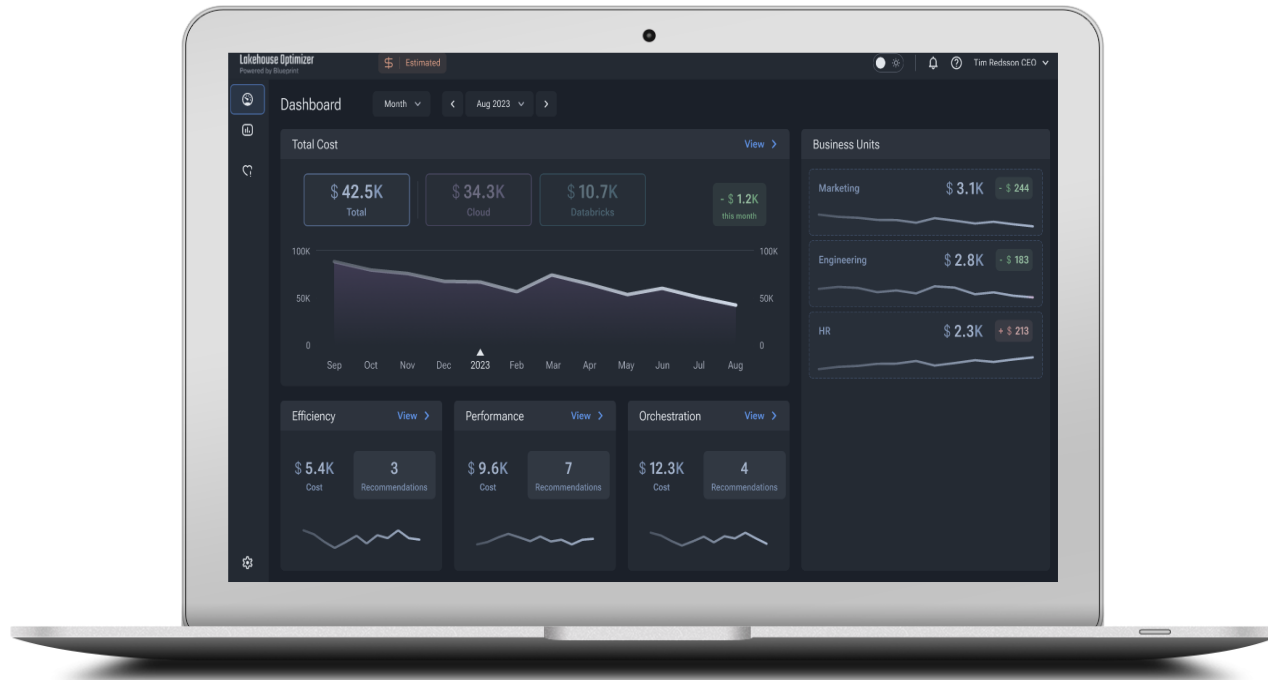 Lakehouse Optimizer
Powered by Blueprint
$ Estimated
Tim Redsson CEO
Dashboard
Month
Aug 2023
Total Cost
View
$ 42.5K
Total
$ 34.3K
Cloud
$ 10.7K
Databricks
- $ 1.2K
this month
100K
100K
50K
50K
0
0
Sep Oct Nov Dec 2023 Feb Mar Apr May Jun Jul Aug
Business Units
Marketing $ 3.1K - $ 244
Engineering $ 2.8K - $ 183
HR $ 2.3K + $ 213
Efficiency View
$ 5.4K
Cost
3
Recommendations
Performance View
$ 9.6K
Cost
7
Recommendations
Orchestration View
$ 12.3K
Cost
4
Recommendations